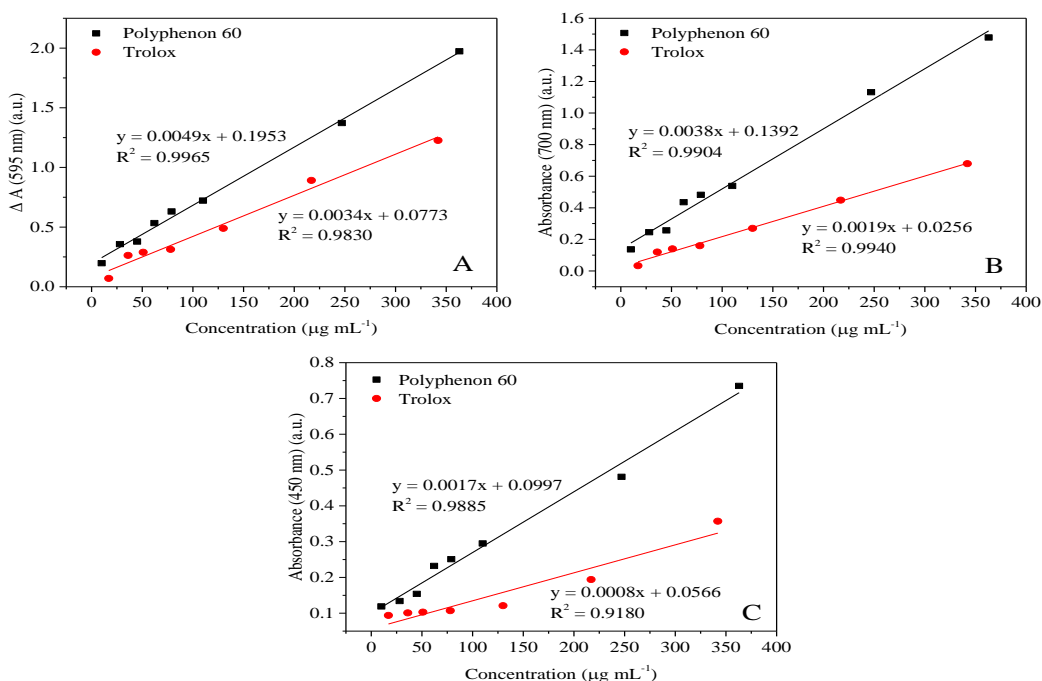 Polyphenon 60
Trolox
y = 0.0049x + 0.1953
R² = 0.9965
y = 0.0034x + 0.0773
R² = 0.9830
A
2.0
1.5
1.0
0.5
0.0
0 50 100 150 200 250 300 350 400
Δ A (595 nm) (a.u.)
Concentration (μg mL⁻¹)
Polyphenon 60
Trolox
y = 0.0038x + 0.1392
R² = 0.9904
y = 0.0019x + 0.0256
R² = 0.9940
B
1.6
1.4
1.2
1.0
0.8
0.6
0.4
0.2
0.0
0 50 100 150 200 250 300 350 400
Absorbance (700 nm) (a.u.)
Concentration (μg mL⁻¹)
Polyphenon 60
Trolox
y = 0.0017x + 0.0997
R² = 0.9885
y = 0.0008x + 0.0566
R² = 0.9180
C
0.8
0.7
0.6
0.5
0.4
0.3
0.2
0.1
0 50 100 150 200 250 300 350 400
Absorbance (450 nm) (a.u.)
Concentration (μg mL⁻¹)